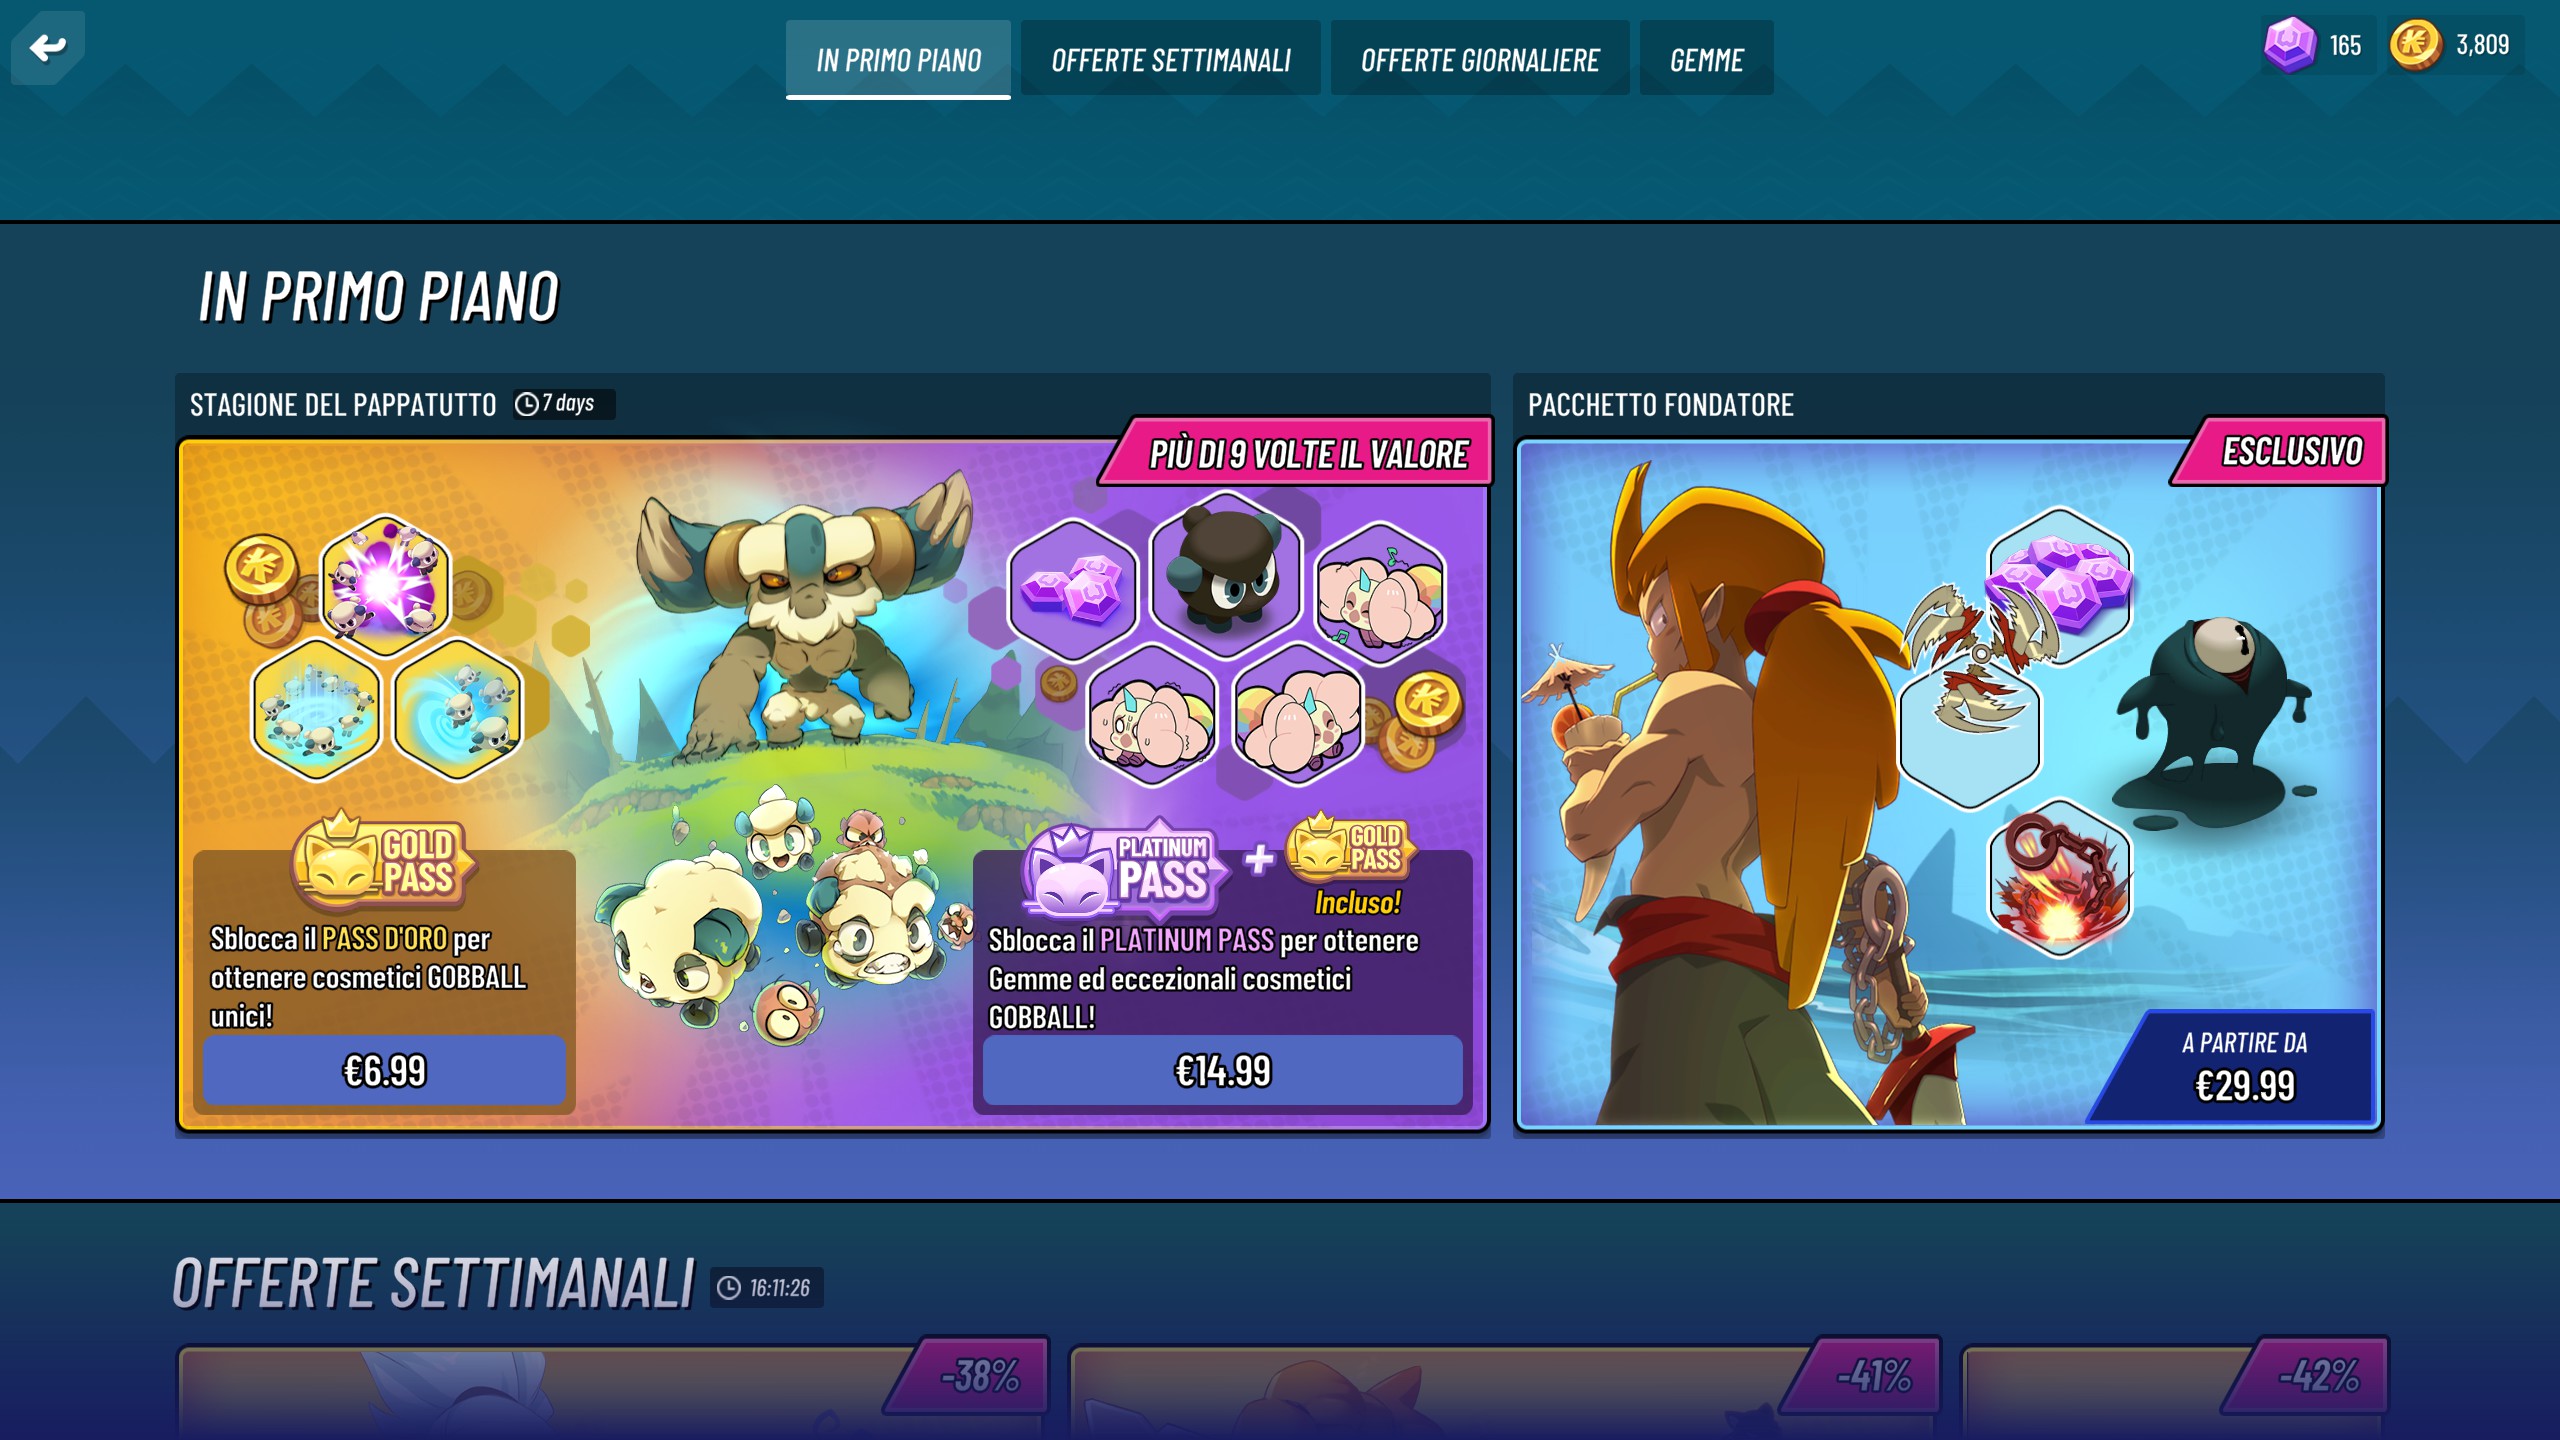 IN PRIMO PIANO
OFFERTE SETTIMANALI
OFFERTE GIORNALIERE
GEMME
165
3,809
IN PRIMO PIANO
STAGIONE DEL PAPPATUTTO
7 days
PIÙ DI 9 VOLTE IL VALORE
GOLD
PASS
Sblocca il PASS D'ORO per
ottenere cosmetici GOBBALL
unici!
€6.99
PLATINUM
PASS
+
GOLD
PASS
Incluso!
Sblocca il PLATINUM PASS per ottenere
Gemme ed eccezionali cosmetici
GOBBALL!
€14.99
PACCHETTO FONDATORE
ESCLUSIVO
A PARTIRE DA
€29.99
OFFERTE SETTIMANALI
16:11:26
-38%
-41%
-42%